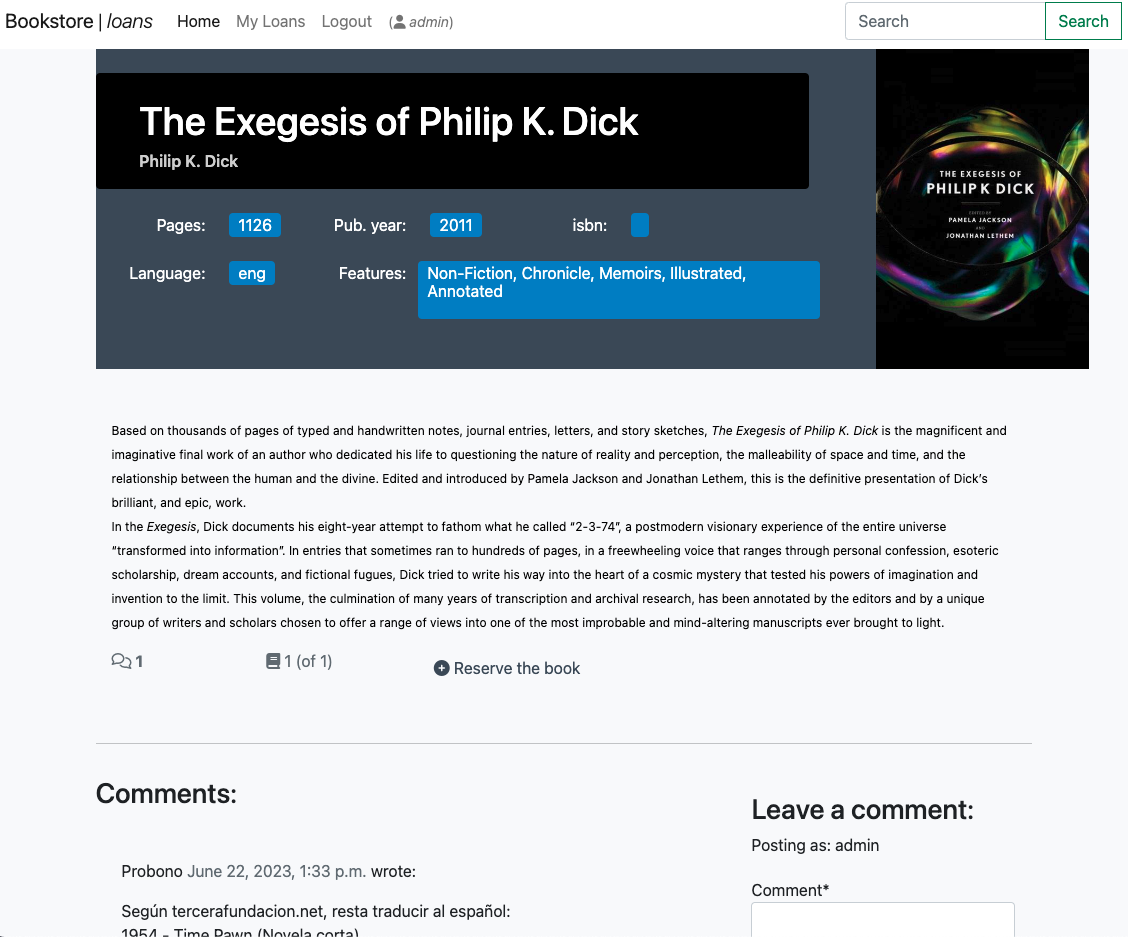 Bookstore | loans Home My Loans Logout (admin) Search Search
The Exegesis of Philip K. Dick
Philip K. Dick
Pages: 1126 Pub. year: 2011 isbn:
Language: eng Features: Non-Fiction, Chronicle, Memoirs, Illustrated,
Annotated
THE EXEGESIS OF
PHILIP K DICK
EDITED BY
PAMELA JACKSON
AND
JONATHAN LETHEM
Based on thousands of pages of typed and handwritten notes, journal entries, letters, and story sketches, The Exegesis of Philip K. Dick is the magnificent and
imaginative final work of an author who dedicated his life to questioning the nature of reality and perception, the malleability of space and time, and the
relationship between the human and the divine. Edited and introduced by Pamela Jackson and Jonathan Lethem, this is the definitive presentation of Dick’s
brilliant, and epic, work.
In the Exegesis, Dick documents his eight-year attempt to fathom what he called “2-3-74”, a postmodern visionary experience of the entire universe
“transformed into information”. In entries that sometimes ran to hundreds of pages, in a freewheeling voice that ranges through personal confession, esoteric
scholarship, dream accounts, and fictional fugues, Dick tried to write his way into the heart of a cosmic mystery that tested his powers of imagination and
invention to the limit. This volume, the culmination of many years of transcription and archival research, has been annotated by the editors and by a unique
group of writers and scholars chosen to offer a range of views into one of the most improbable and mind-altering manuscripts ever brought to light.
1 1 (of 1) Reserve the book
Comments:
Probono June 22, 2023, 1:33 p.m. wrote:
Según tercerafundacion.net, resta traducir al español:
1954 - Time Pawn (Novela corta)
Leave a comment:
Posting as: admin
Comment*